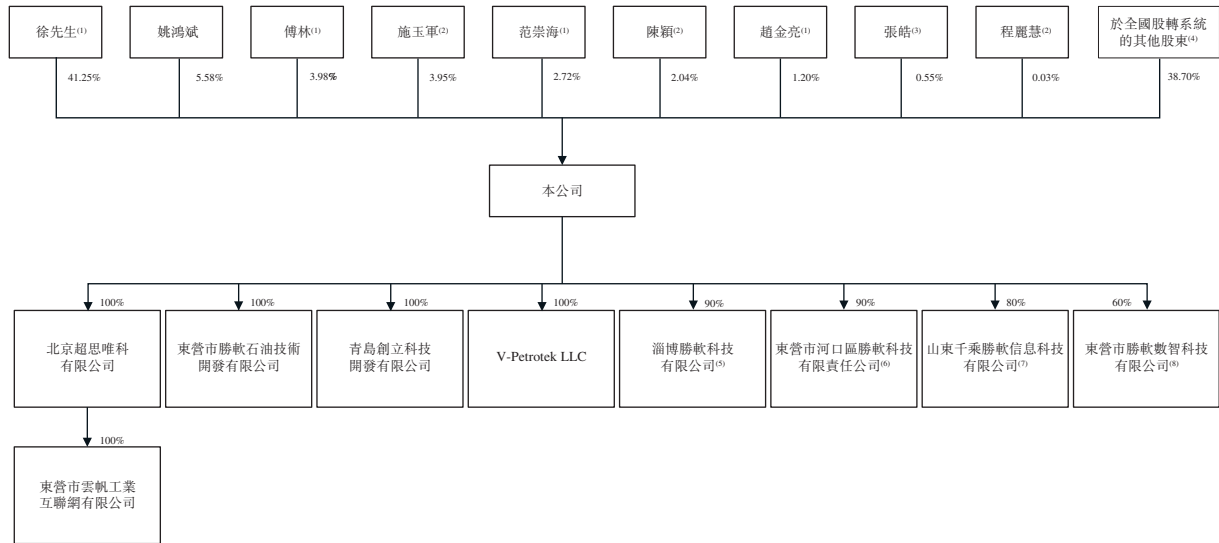 徐先生(1)
姚鴻斌
傅林(1)
施玉軍(2)
范崇海(1)
陳穎(2)
趙金亮(1)
張皓(3)
程麗慧(2)
於全國股轉系統
的其他股東(4)
41.25%
5.58%
3.98%
3.95%
2.72%
2.04%
1.20%
0.55%
0.03%
38.70%
本公司
100%
100%
100%
100%
90%
90%
80%
60%
北京超思唯科
有限公司
東營市勝軟石油技術
開發有限公司
青島創立科技
開發有限公司
V-Petrotek LLC
淄博勝軟科技
有限公司(5)
東營市河口區勝軟科技
有限責任公司(6)
山東千乘勝軟信息科技
有限公司(7)
東營市勝軟數智科技
有限公司(8)
100%
東營市雲帆工業
互聯網有限公司